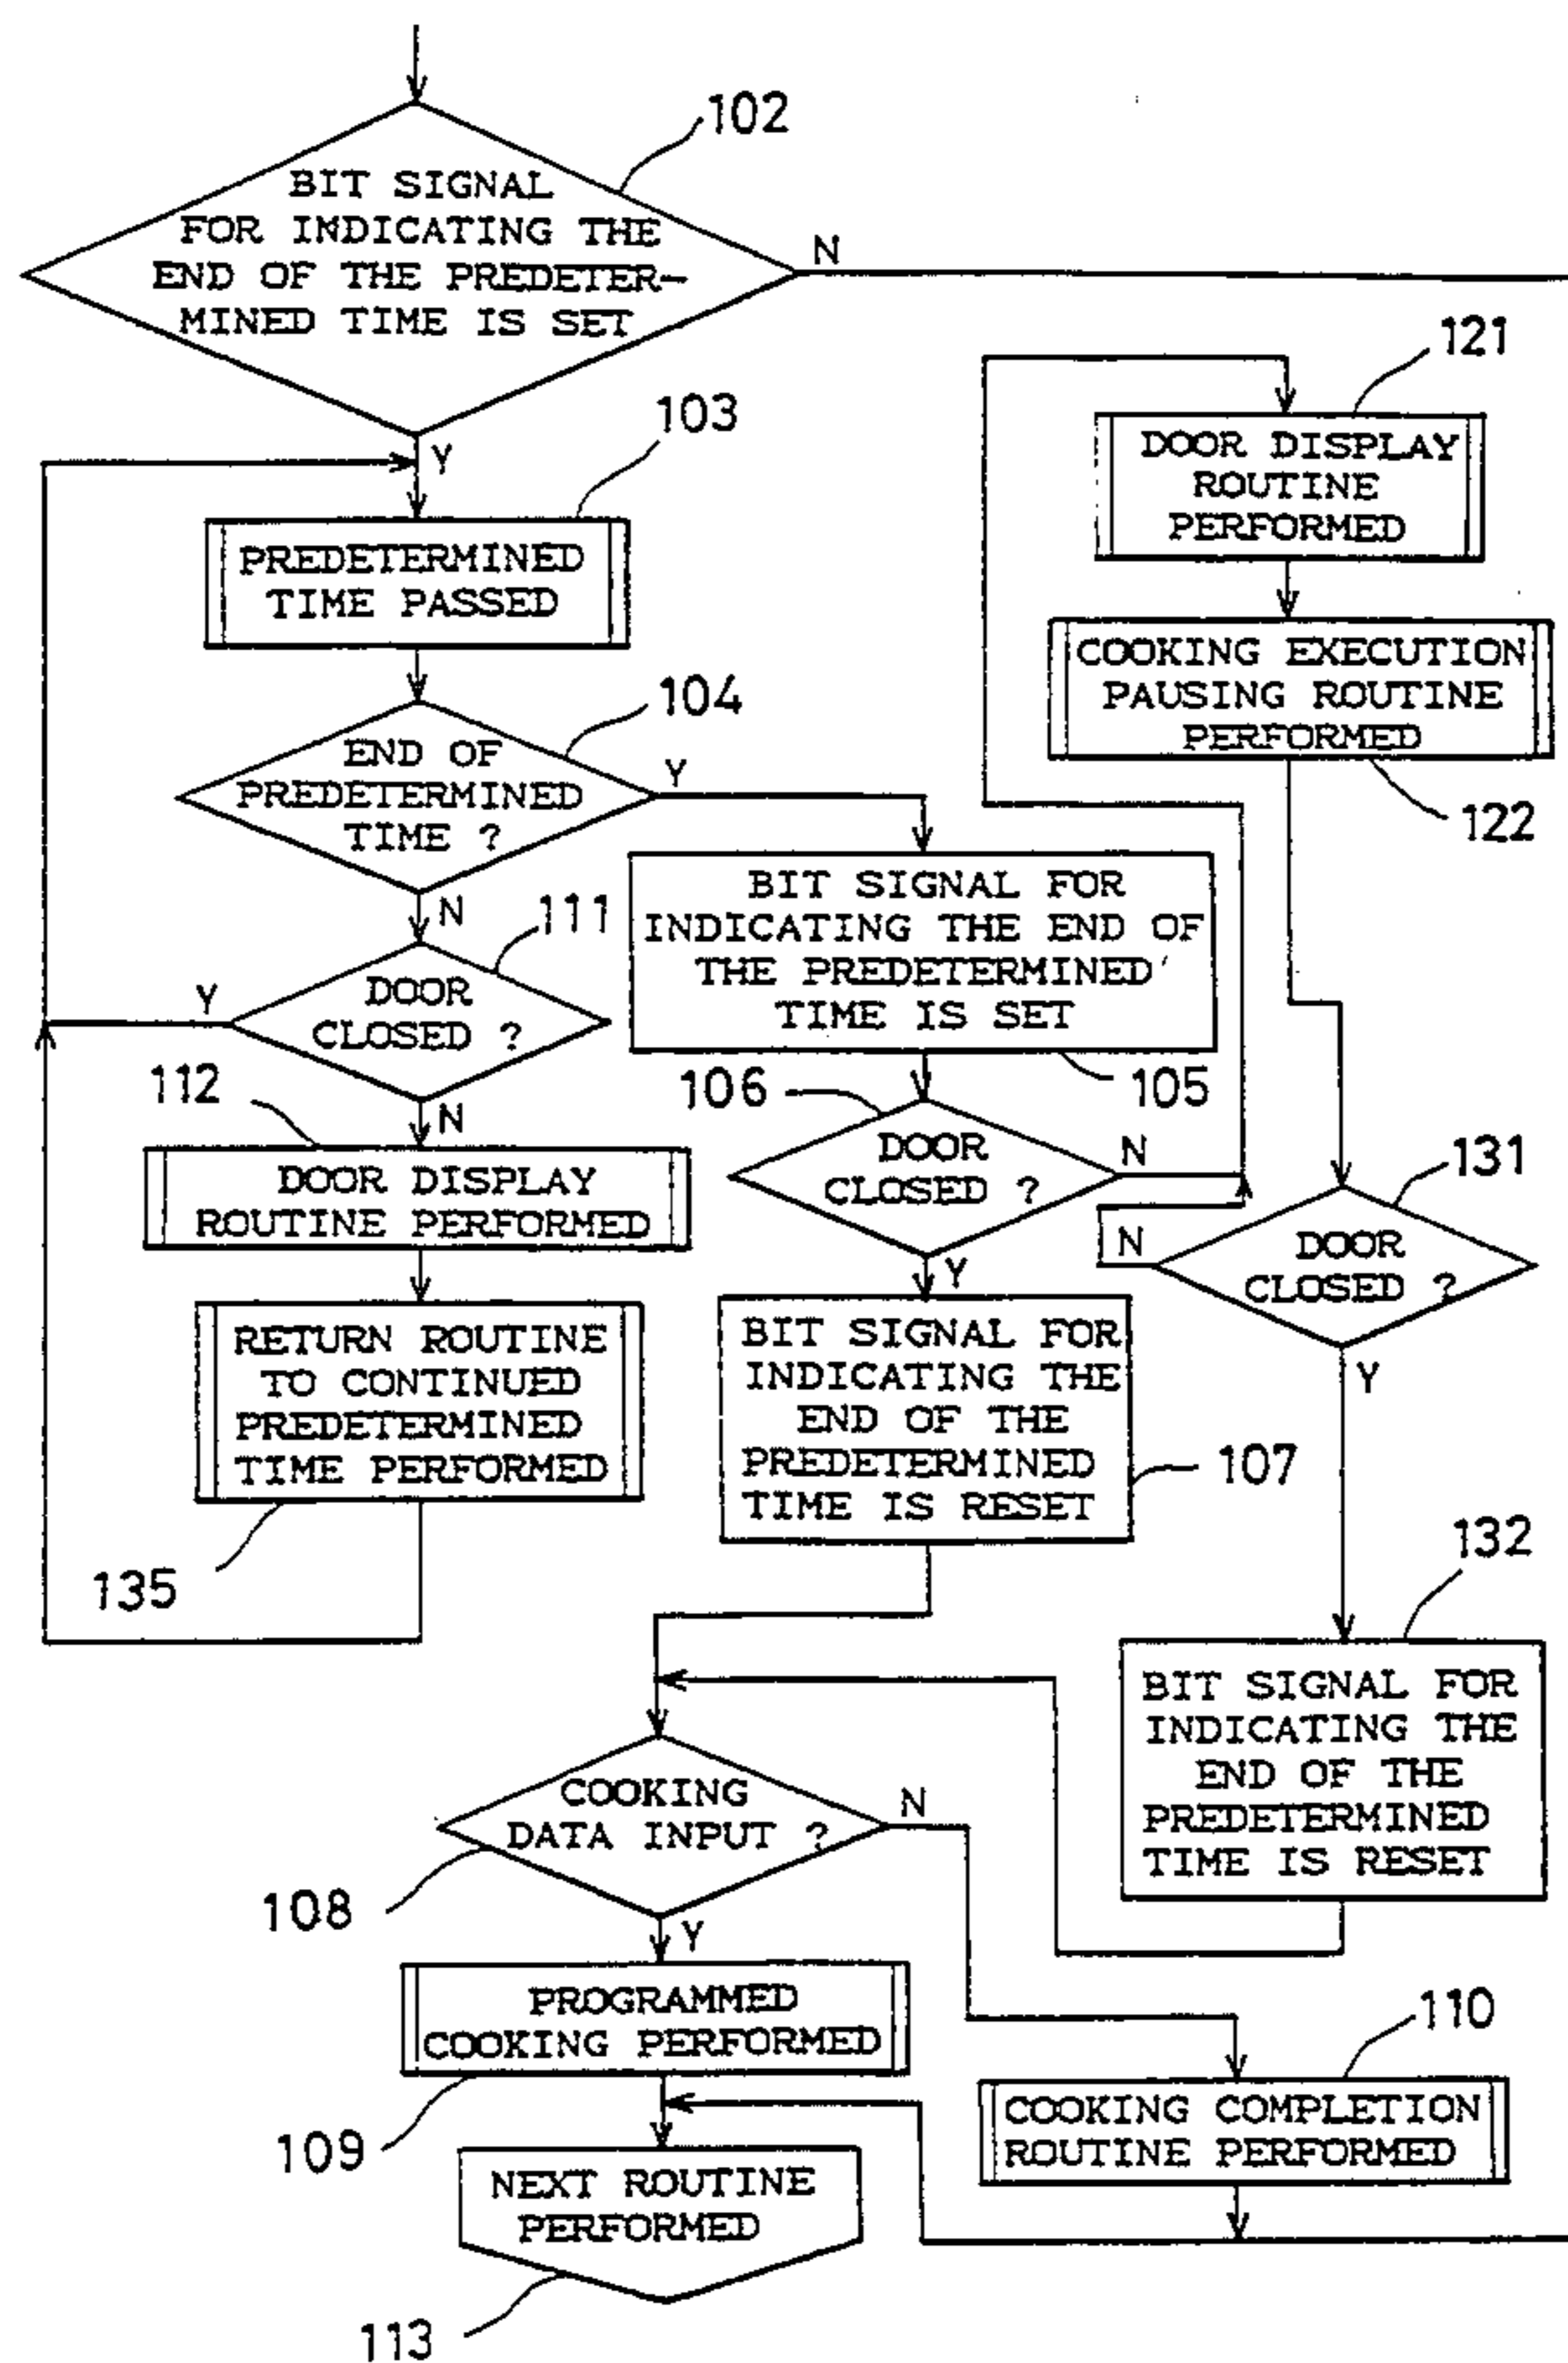 102
BIT SIGNAL
FOR INDICATING THE
END OF THE PREDETER-
MINED TIME IS SET
N
Y
103
PREDETERMINED
TIME PASSED
104
END OF
PREDETERMINED
TIME ?
Y
N
111
DOOR
CLOSED ?
Y
N
112
DOOR DISPLAY
ROUTINE PERFORMED
RETURN ROUTINE
TO CONTINUED
PREDETERMINED
TIME PERFORMED
135
BIT SIGNAL FOR
INDICATING THE END OF
THE PREDETERMINED
TIME IS SET
105
106
DOOR
CLOSED ?
N
Y
BIT SIGNAL FOR
INDICATING THE
END OF THE
PREDETERMINED
TIME IS RESET
107
121
DOOR DISPLAY
ROUTINE
PERFORMED
COOKING EXECUTION
PAUSING ROUTINE
PERFORMED
122
131
DOOR
CLOSED ?
N
Y
132
BIT SIGNAL FOR
INDICATING THE
END OF THE
PREDETERMINED
TIME IS RESET
COOKING
DATA INPUT ?
N
108
Y
PROGRAMMED
COOKING PERFORMED
109
110
COOKING COMPLETION
ROUTINE PERFORMED
NEXT ROUTINE
PERFORMED
113